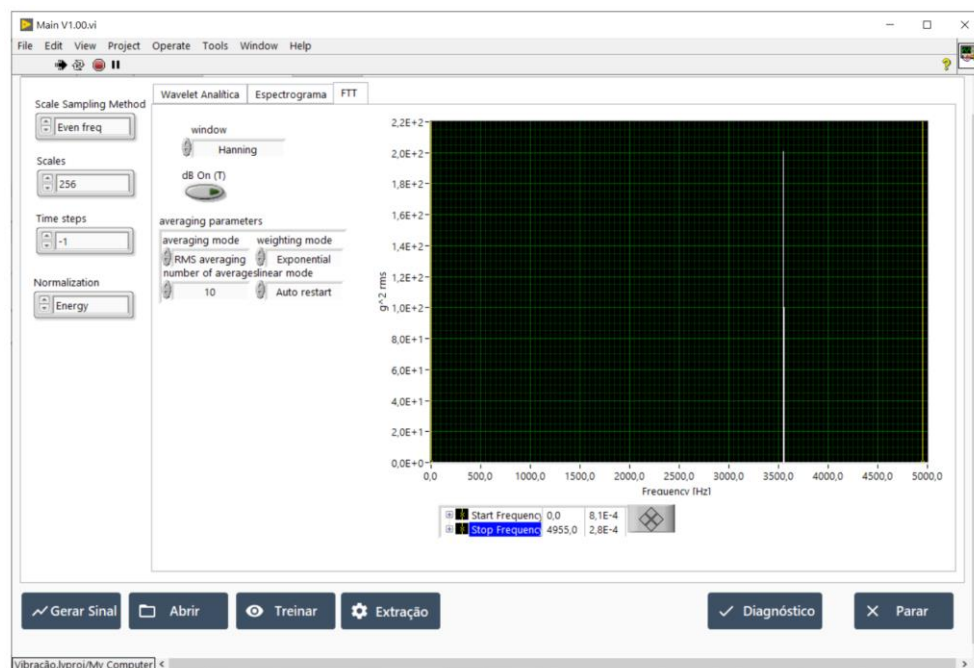 Main V1.00.vi
File Edit View Project Operate Tools Window Help
Wavelet Analítica Espectrograma FTT
Scale Sampling Method
Even freq
Scales
256
Time steps
-1
Normalization
Energy
window
Hanning
dB On (T)
averaging parameters
averaging mode weighting mode
RMS averaging Exponential
number of averages linear mode
10 Auto restart
g^2 rms
2,2E+2
2,0E+2
1,8E+2
1,6E+2
1,4E+2
1,2E+2
1,0E+2
8,0E+1
6,0E+1
4,0E+1
2,0E+1
0,0E+0
0,0 500,0 1000,0 1500,0 2000,0 2500,0 3000,0 3500,0 4000,0 4500,0 5000,0
Frequency [Hz]
Start Frequency 0,0 8,1E-4
Stop Frequency 4955,0 2,8E-4
Gerar Sinal Abrir Treinar Extração Diagnóstico Parar
Vibração.lvproj/My Computer